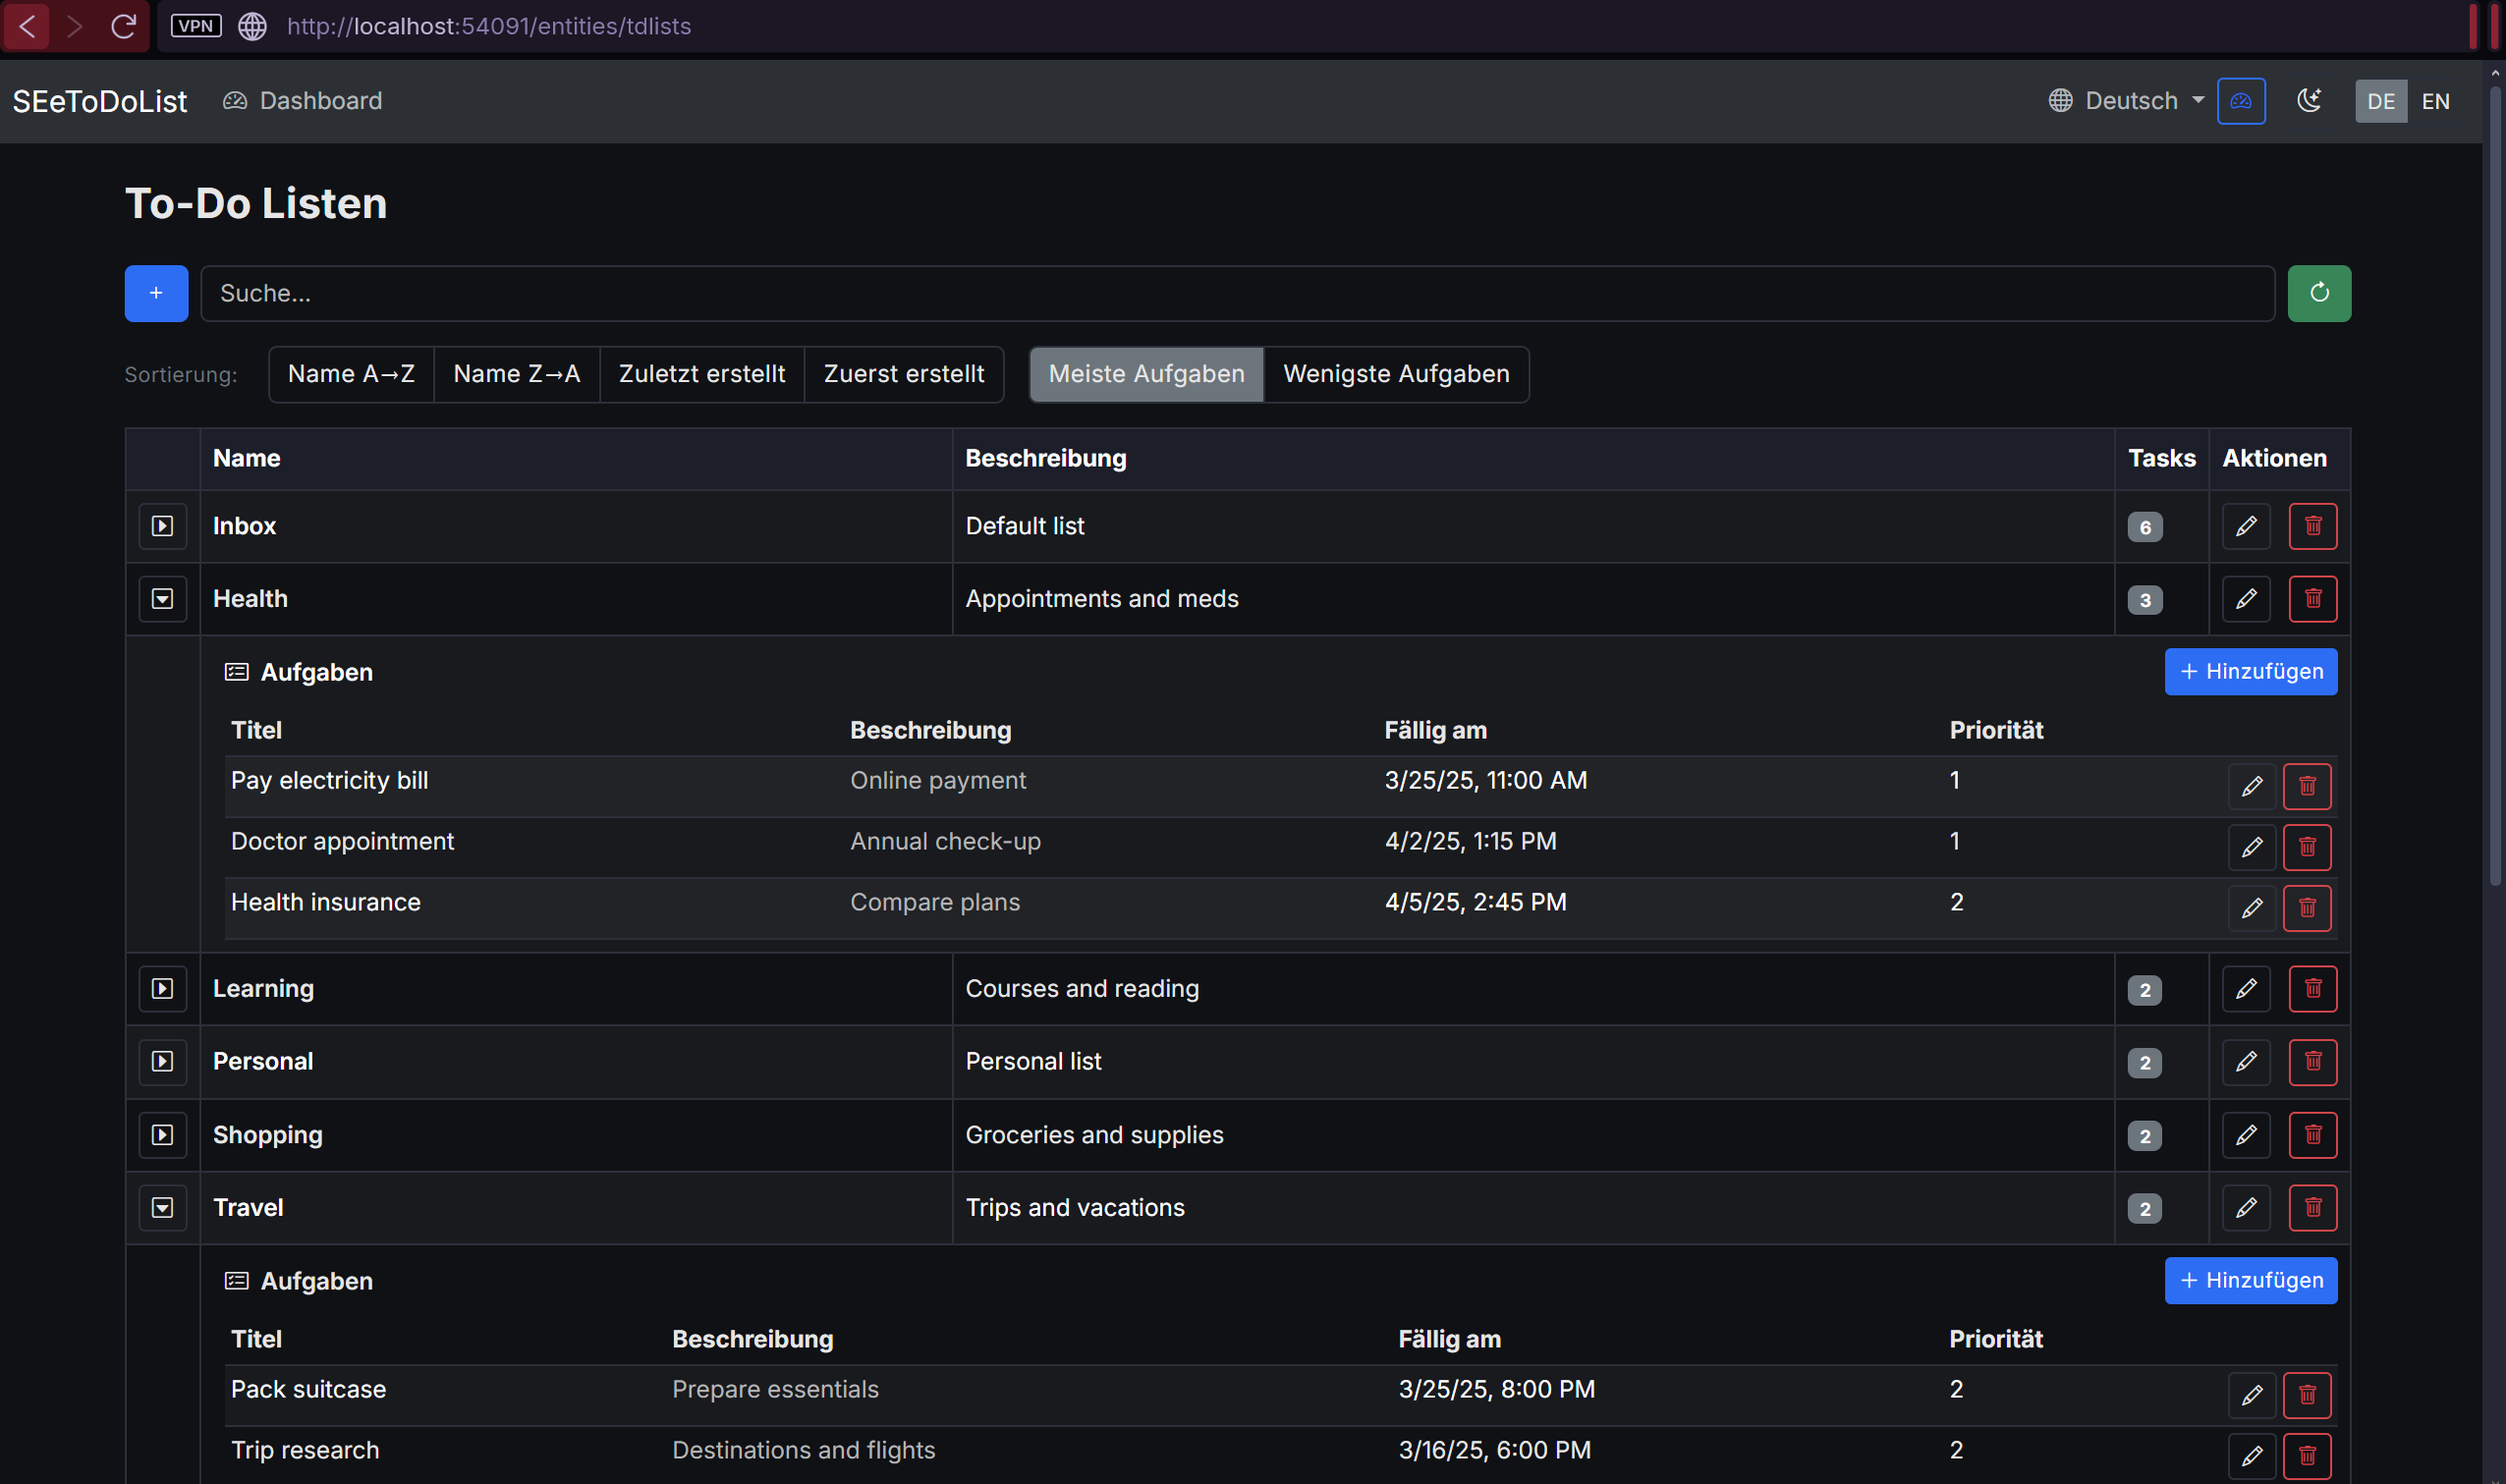 VPN http://localhost:54091/entities/tdlists
SEeToDoList Dashboard Deutsch DE EN
To-Do Listen
+ Suche...
Sortierung: Name A→Z Name Z→A Zuletzt erstellt Zuerst erstellt Meiste Aufgaben Wenigste Aufgaben
Name Beschreibung Tasks Aktionen
Inbox Default list 6
Health Appointments and meds 3
Aufgaben + Hinzufügen
Titel Beschreibung Fällig am Priorität
Pay electricity bill Online payment 3/25/25, 11:00 AM 1
Doctor appointment Annual check-up 4/2/25, 1:15 PM 1
Health insurance Compare plans 4/5/25, 2:45 PM 2
Learning Courses and reading 2
Personal Personal list 2
Shopping Groceries and supplies 2
Travel Trips and vacations 2
Aufgaben + Hinzufügen
Titel Beschreibung Fällig am Priorität
Pack suitcase Prepare essentials 3/25/25, 8:00 PM 2
Trip research Destinations and flights 3/16/25, 6:00 PM 2